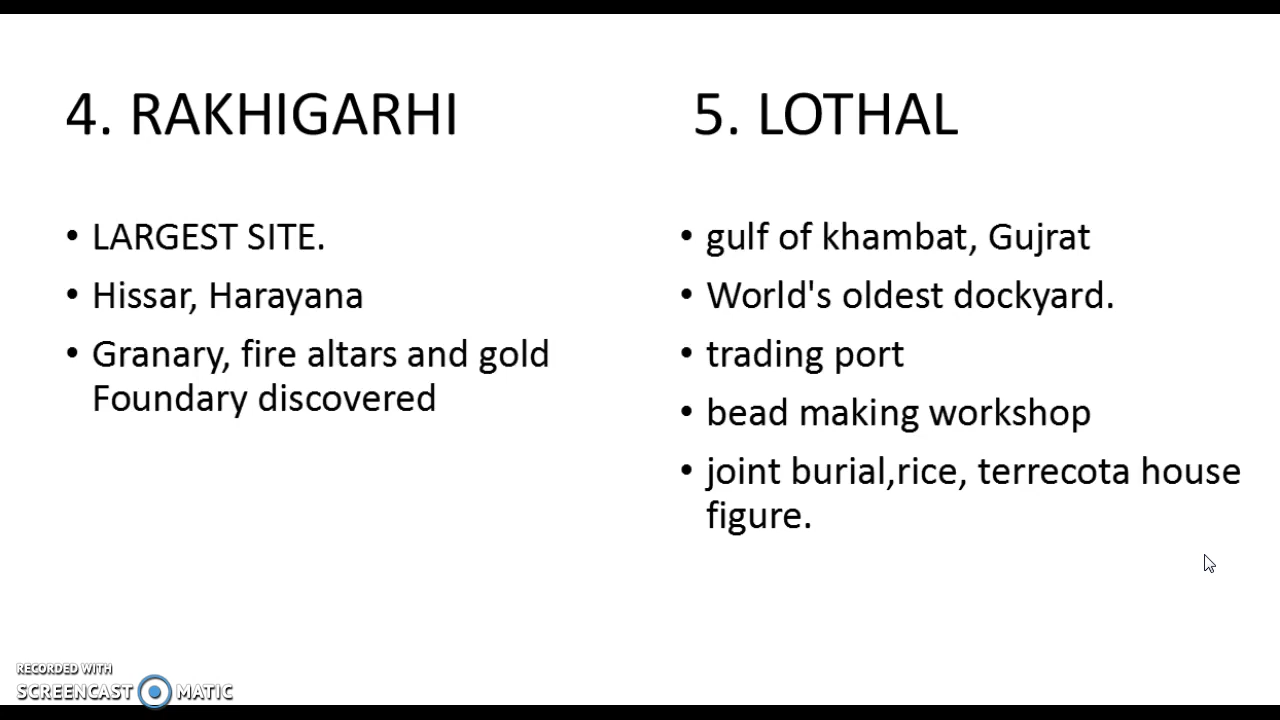 4. RAKHIGARHI
• LARGEST SITE.
• Hissar, Harayana
• Granary, fire altars and gold
Foundary discovered
5. LOTHAL
• gulf of khambat, Gujrat
• World's oldest dockyard.
• trading port
• bead making workshop
• joint burial,rice, terrecota house
figure.
RECORDED WITH
SCREENCAST MATIC